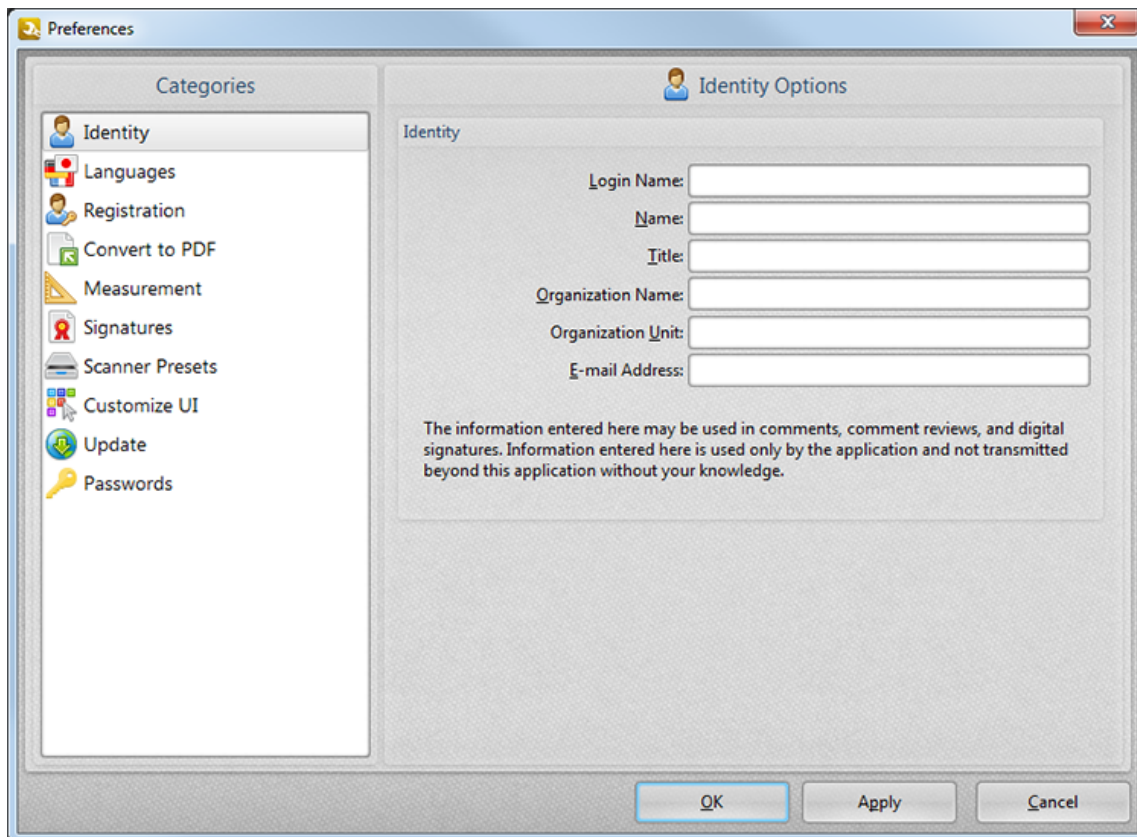 Preferences
Categories
Identity
Languages
Registration
Convert to PDF
Measurement
Signatures
Scanner Presets
Customize UI
Update
Passwords
Identity Options
Identity
Login Name:
Name:
Title:
Organization Name:
Organization Unit:
E-mail Address:
The information entered here may be used in comments, comment reviews, and digital
signatures. Information entered here is used only by the application and not transmitted
beyond this application without your knowledge.
OK
Apply
Cancel